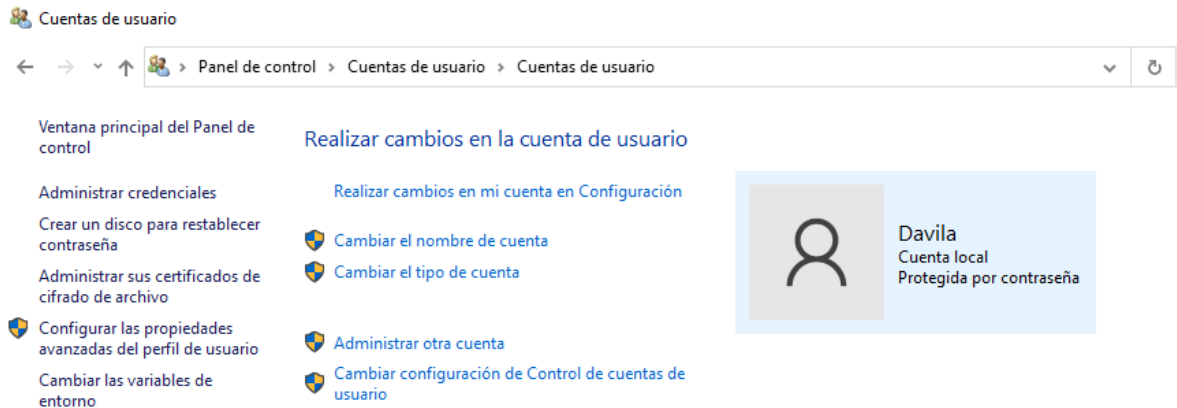 Cuentas de usuario
Panel de control > Cuentas de usuario > Cuentas de usuario
Ventana principal del Panel de
control
Administrar credenciales
Crear un disco para restablecer
contraseña
Administrar sus certificados de
cifrado de archivo
Configurar las propiedades
avanzadas del perfil de usuario
Cambiar las variables de
entorno
Realizar cambios en la cuenta de usuario
Realizar cambios en mi cuenta en Configuración
Cambiar el nombre de cuenta
Cambiar el tipo de cuenta
Administrar otra cuenta
Cambiar configuración de Control de cuentas de
usuario
Davila
Cuenta local
Protegida por contraseña